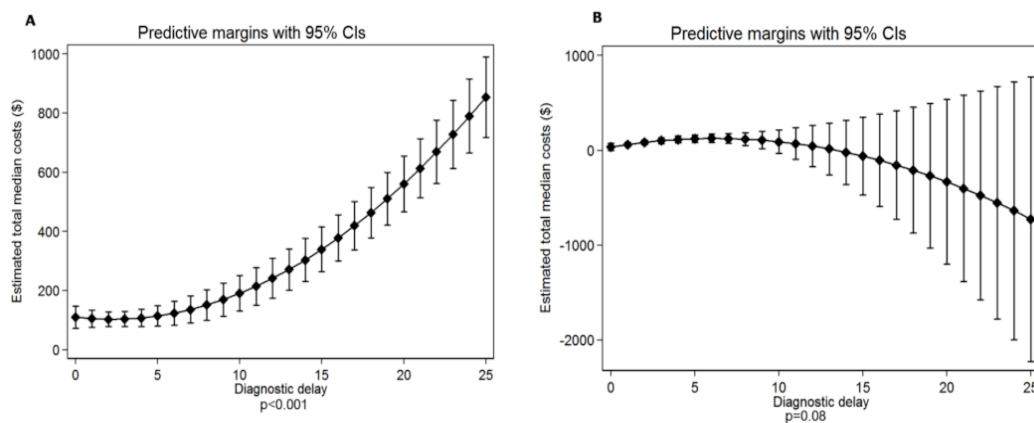 A
Predictive margins with 95% CIs
Estimated total median costs ($)
1000
800
600
400
200
0
0 5 10 15 20 25
Diagnostic delay
p<0.001
B
Predictive margins with 95% CIs
Estimated total median costs ($)
1000
0
-1000
-2000
0 5 10 15 20 25
Diagnostic delay
p=0.08